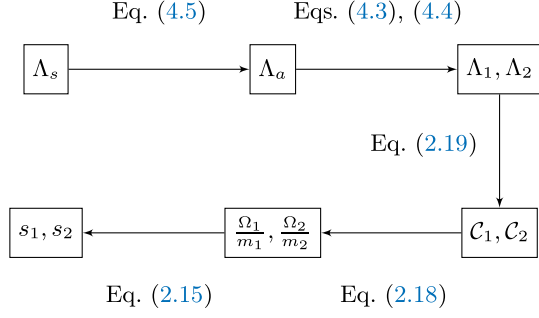 Eq. (4.5) Eqs. (4.3), (4.4)
Λ_s Λ_a Λ_1, Λ_2
Eq. (2.19)
s_1, s_2 Ω_1/m_1, Ω_2/m_2 𝒞_1, 𝒞_2
Eq. (2.15) Eq. (2.18)